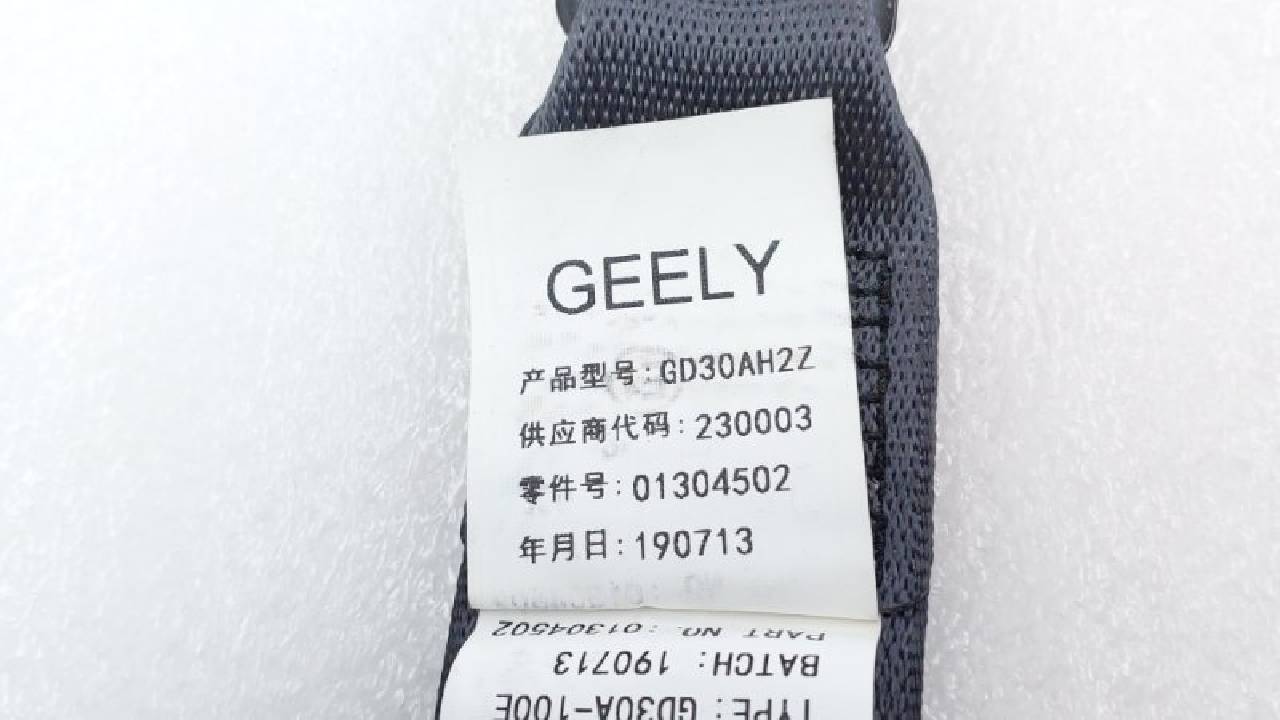 GEELY
产品型号:GD30AH2Z
供应商代码:230003
零件号:01304502
年月日:190713
PART NO.:01304502
BATCH: 190713
TYPE: GD30A-100E